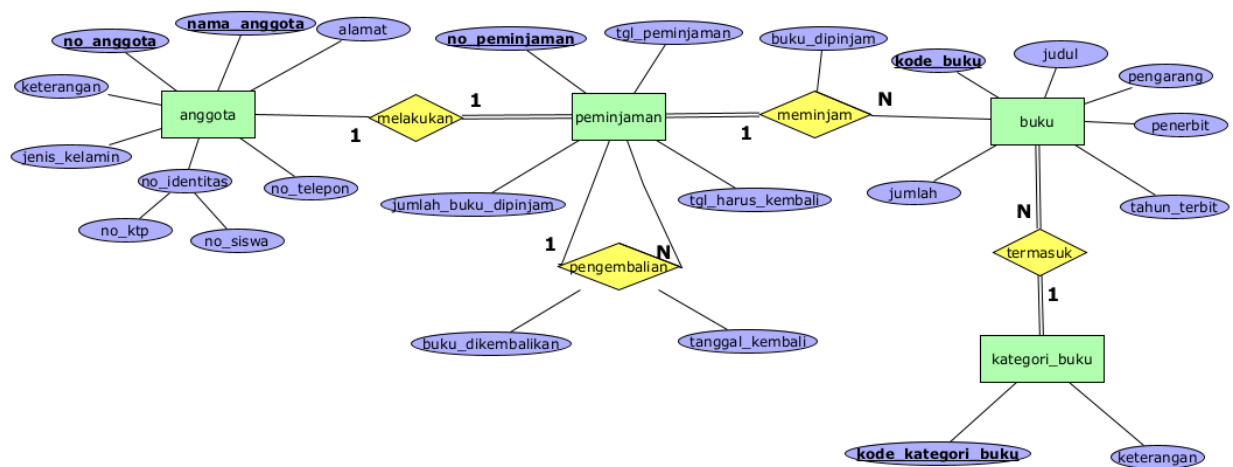 nama_anggota
alamat
no_anggota
keterangan
anggota
jenis_kelamin
no_identitas
no_telepon
no_ktp
no_siswa
1
melakukan
1
no_peminjaman
tgl_peminjaman
peminjaman
jumlah_buku_dipinjam
tgl_harus_kembali
1
N
pengembalian
buku_dikembalikan
tanggal_kembali
buku_dipinjam
1
meminjam
N
kode_buku
judul
pengarang
penerbit
buku
jumlah
tahun_terbit
N
termasuk
1
kategori_buku
kode_kategori_buku
keterangan